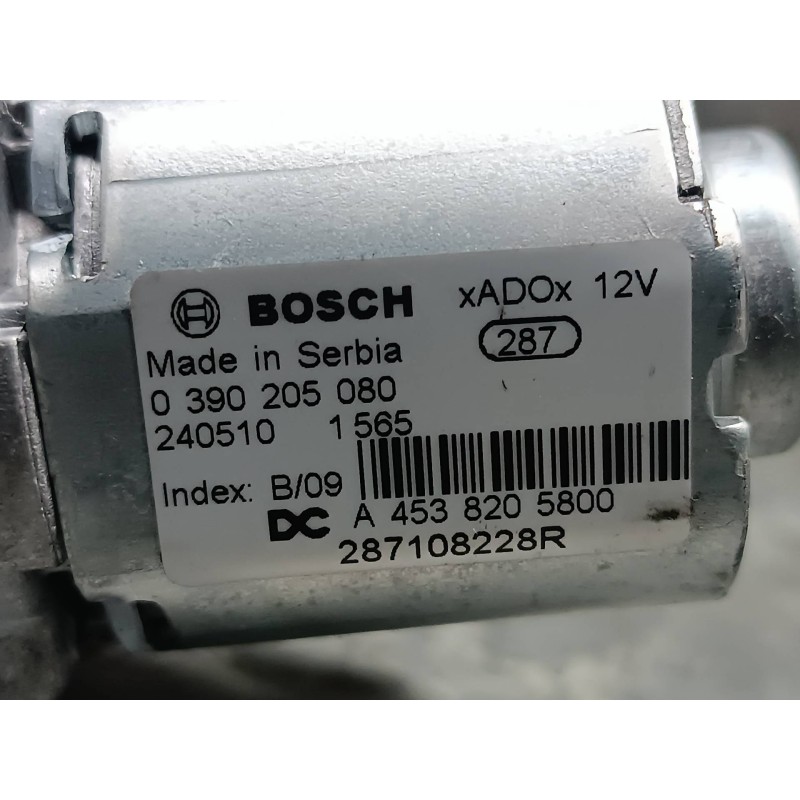 BOSCH xADOx 12V
Made in Serbia 287
0 390 205 080
240510 1 565
Index: B/09
DC A 453 820 5800
287108228R